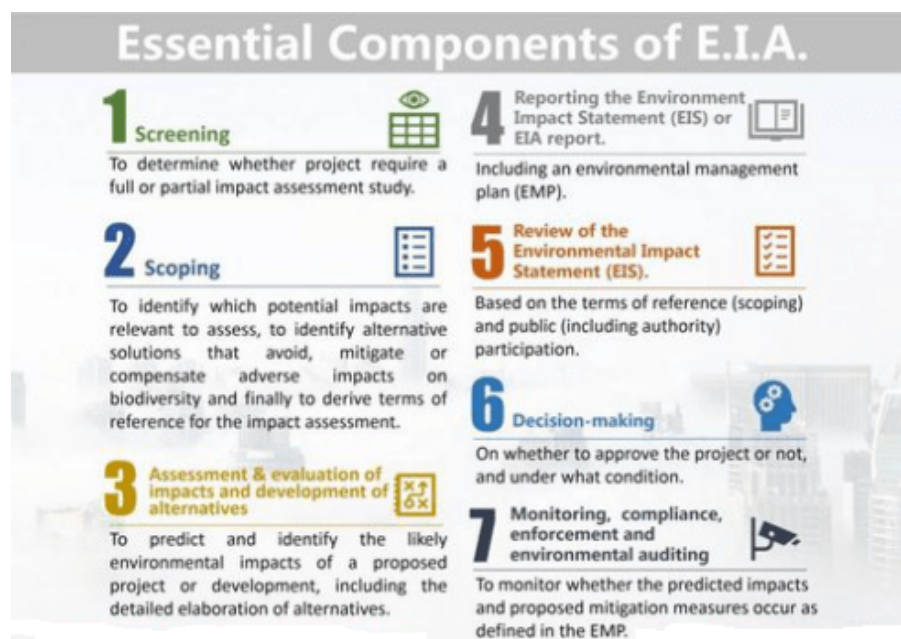 Essential Components of E.I.A.
1 Screening
To determine whether project require a
full or partial impact assessment study.
2 Scoping
To identify which potential impacts are
relevant to assess, to identify alternative
solutions that avoid, mitigate or
compensate adverse impacts on
biodiversity and finally to derive terms of
reference for the impact assessment.
3 Assessment & evaluation of
impacts and development of
alternatives
To predict and identify the likely
environmental impacts of a proposed
project or development, including the
detailed elaboration of alternatives.
4 Reporting the Environment
Impact Statement (EIS) or
EIA report.
Including an environmental management
plan (EMP).
5 Review of the
Environmental Impact
Statement (EIS).
Based on the terms of reference (scoping)
and public (including authority)
participation.
6 Decision-making
On whether to approve the project or not,
and under what condition.
7 Monitoring, compliance,
enforcement and
environmental auditing
To monitor whether the predicted impacts
and proposed mitigation measures occur as
defined in the EMP.